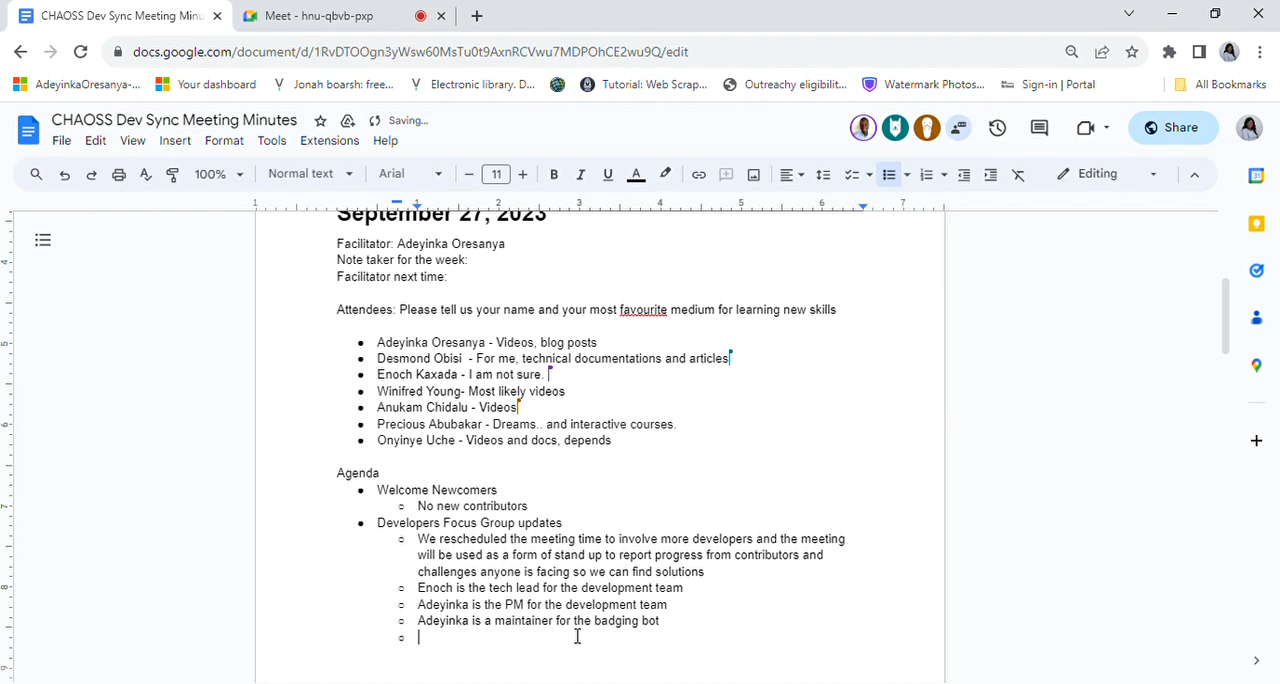 CHAOSS Dev Sync Meeting Minu
Meet - hnu-qbvb-pxp
docs.google.com/document/d/1RvDTOOgn3yWsw60MsTu0t9AxnRCVwu7MDPOhCE2wu9Q/edit
AdeyinkaOresanya-...
Your dashboard
Jonah boarsh: free...
Electronic library. D...
Tutorial: Web Scrap...
Outreachy eligibilit...
Watermark Photos...
Sign-in | Portal
All Bookmarks
CHAOSS Dev Sync Meeting Minutes
Saving...
File Edit View Insert Format Tools Extensions Help
Share
100%
Normal text
Arial
11
B I U A
Editing
1 1 2 3 4 5 6 7
September 27, 2023
Facilitator: Adeyinka Oresanya
Note taker for the week:
Facilitator next time:
Attendees: Please tell us your name and your most favourite medium for learning new skills
● Adeyinka Oresanya - Videos, blog posts
● Desmond Obisi - For me, technical documentations and articles
● Enoch Kaxada - I am not sure.
● Winifred Young- Most likely videos
● Anukam Chidalu - Videos
● Precious Abubakar - Dreams.. and interactive courses.
● Onyinye Uche - Videos and docs, depends
Agenda
● Welcome Newcomers
○ No new contributors
● Developers Focus Group updates
○ We rescheduled the meeting time to involve more developers and the meeting
will be used as a form of stand up to report progress from contributors and
challenges anyone is facing so we can find solutions
○ Enoch is the tech lead for the development team
○ Adeyinka is the PM for the development team
○ Adeyinka is a maintainer for the badging bot
○